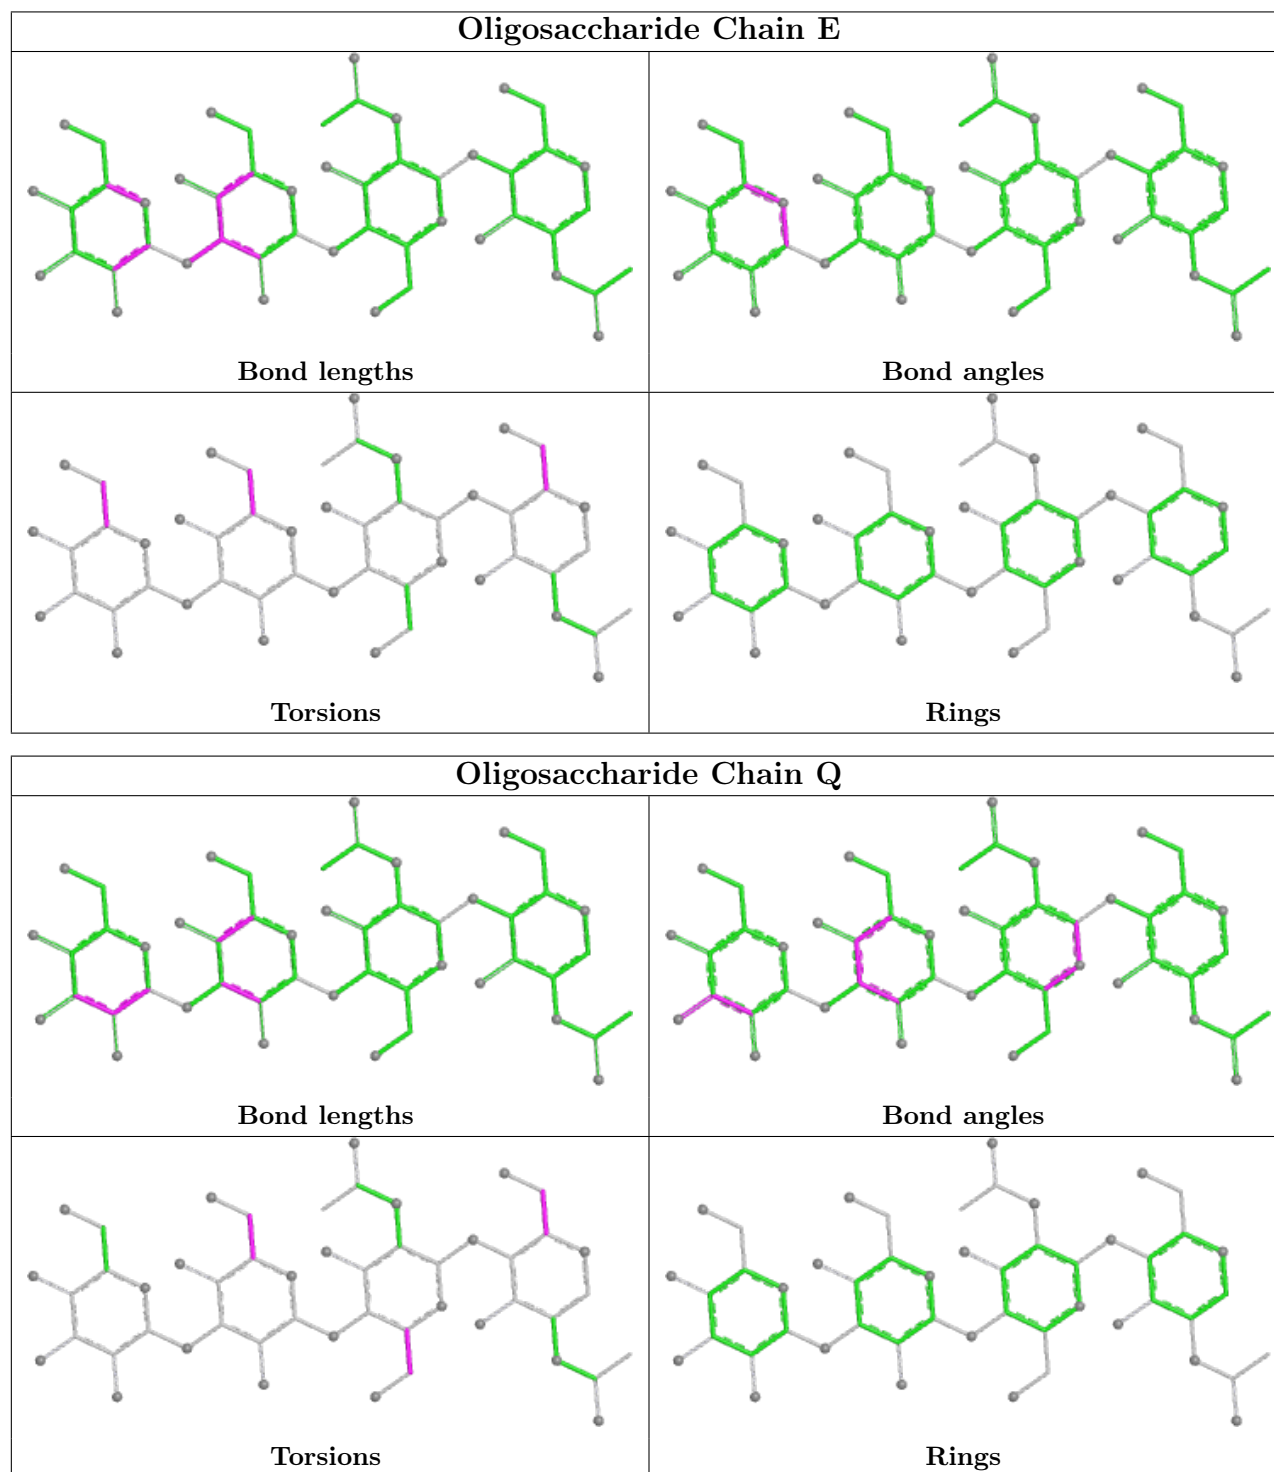 Oligosaccharide Chain E
Bond lengths
Bond angles
Torsions
Rings
Oligosaccharide Chain Q
Bond lengths
Bond angles
Torsions
Rings